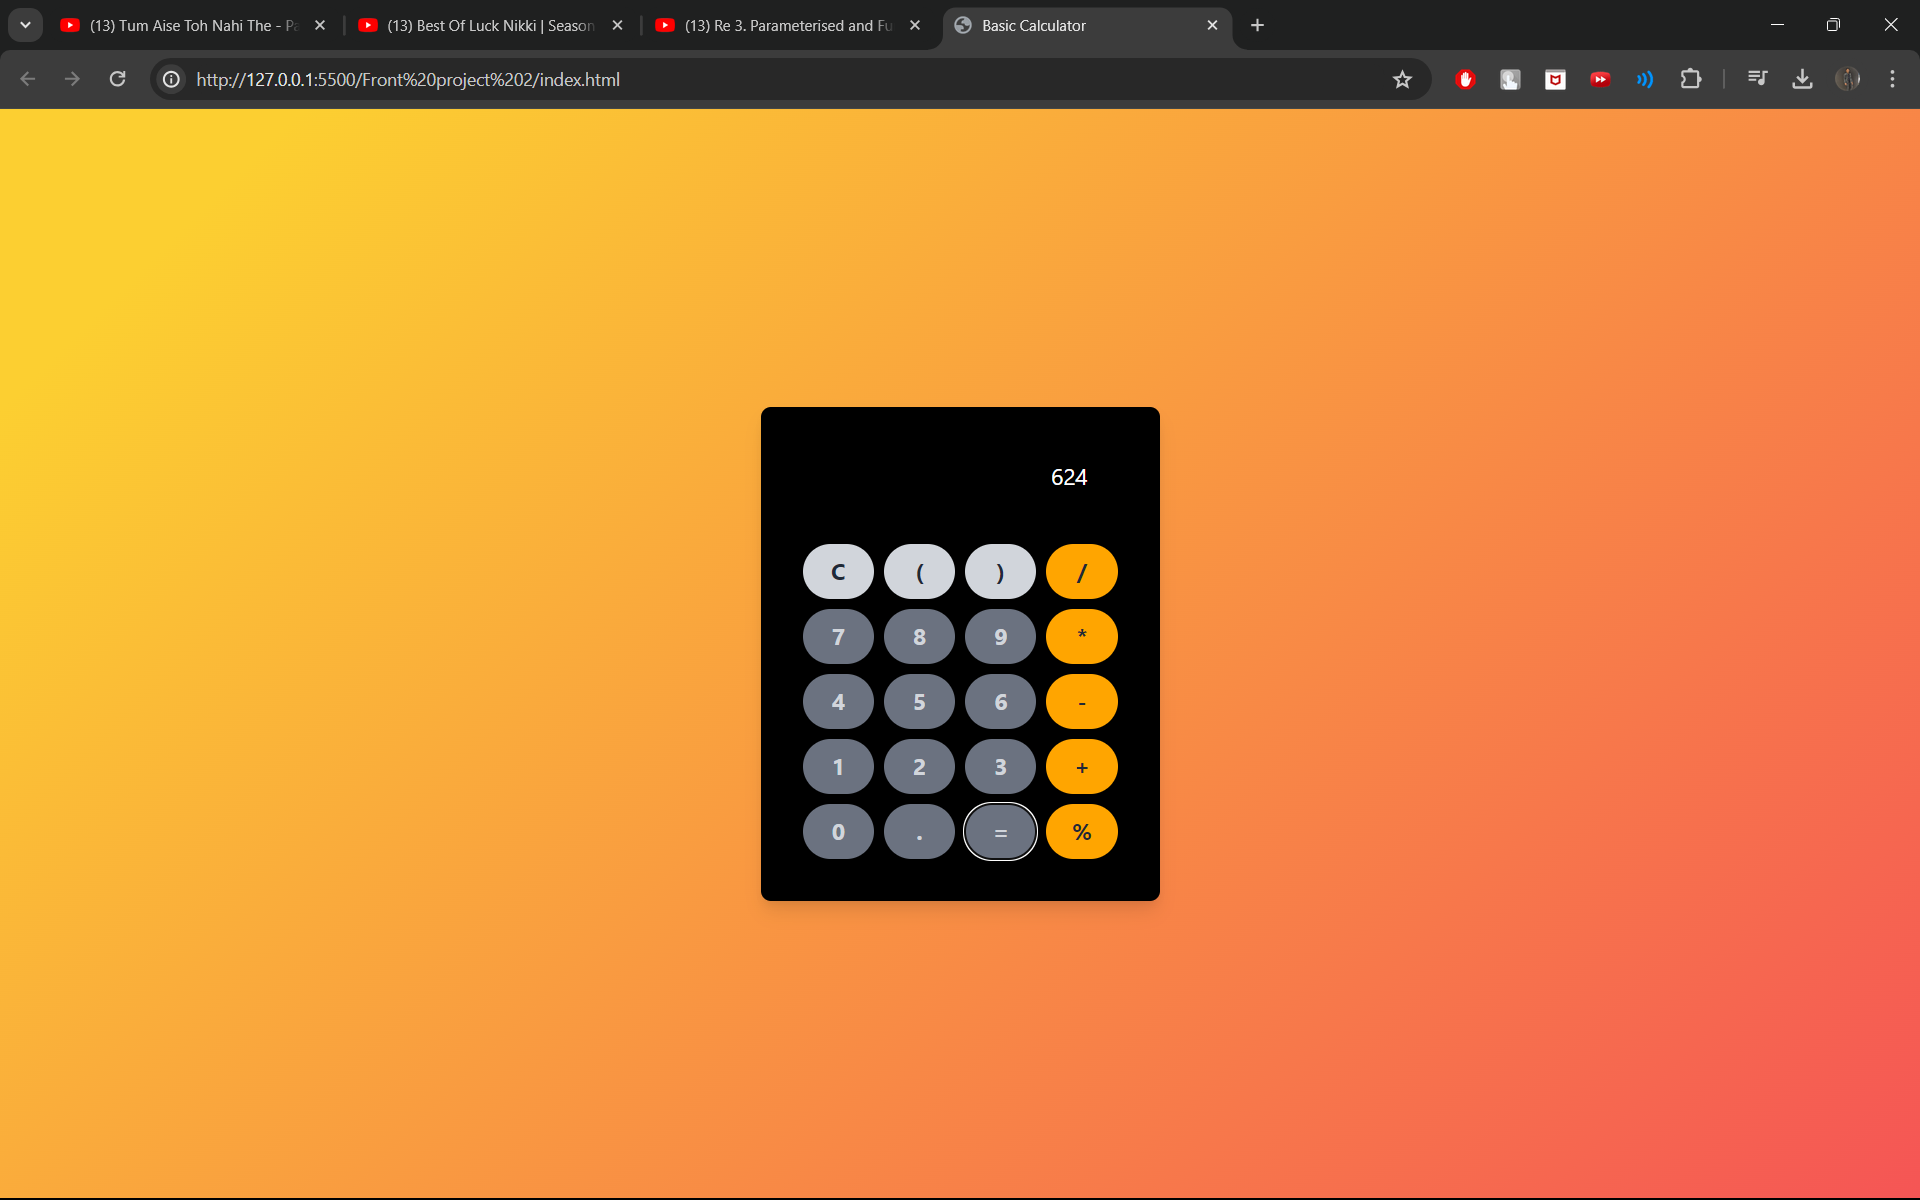 (13) Tum Aise Toh Nahi The - Pa
(13) Best Of Luck Nikki | Season
(13) Re 3. Parameterised and Fu
Basic Calculator
http://127.0.0.1:5500/Front%20project%202/index.html
624
C ( ) /
7 8 9 *
4 5 6 -
1 2 3 +
0 . = %